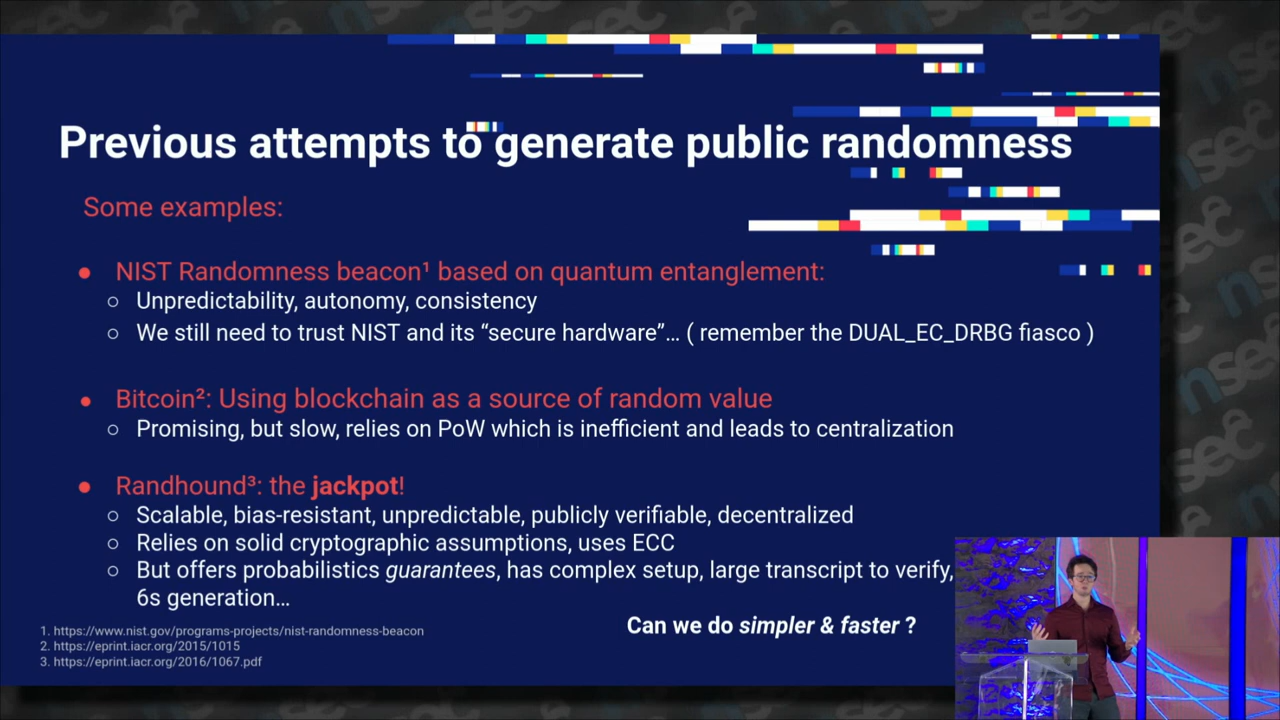 Previous attempts to generate public randomness
Some examples:
● NIST Randomness beacon¹ based on quantum entanglement:
○ Unpredictability, autonomy, consistency
○ We still need to trust NIST and its “secure hardware”... ( remember the DUAL_EC_DRBG fiasco )
● Bitcoin²: Using blockchain as a source of random value
○ Promising, but slow, relies on PoW which is inefficient and leads to centralization
● Randhound³: the jackpot!
○ Scalable, bias-resistant, unpredictable, publicly verifiable, decentralized
○ Relies on solid cryptographic assumptions, uses ECC
○ But offers probabilistics guarantees, has complex setup, large transcript to verify,
6s generation...
Can we do simpler & faster ?
1. https://www.nist.gov/programs-projects/nist-randomness-beacon
2. https://eprint.iacr.org/2015/1015
3. https://eprint.iacr.org/2016/1067.pdf
nsec
nsec
nsec